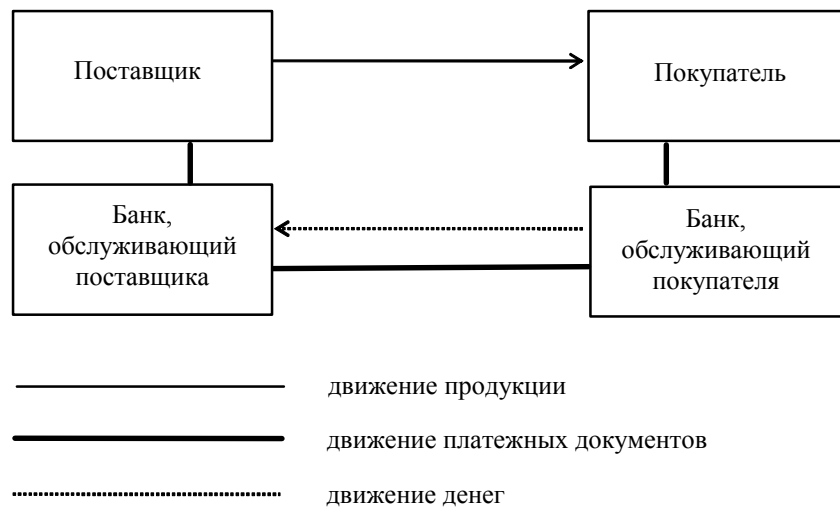 Поставщик
Покупатель
Банк,
обслуживающий
поставщика
Банк,
обслуживающий
покупателя
движение продукции
движение платежных документов
движение денег